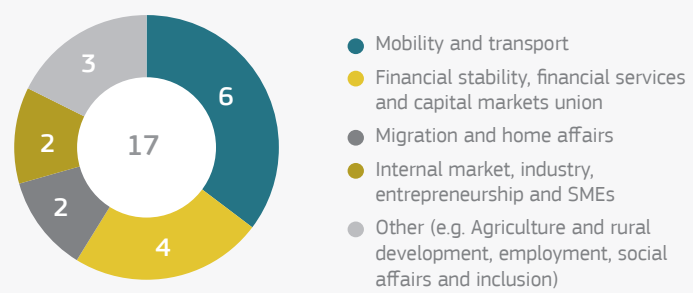 3
6
2
17
2
4
Mobility and transport
Financial stability, financial services
and capital markets union
Migration and home affairs
Internal market, industry,
entrepreneurship and SMEs
Other (e.g. Agriculture and rural
development, employment, social
affairs and inclusion)